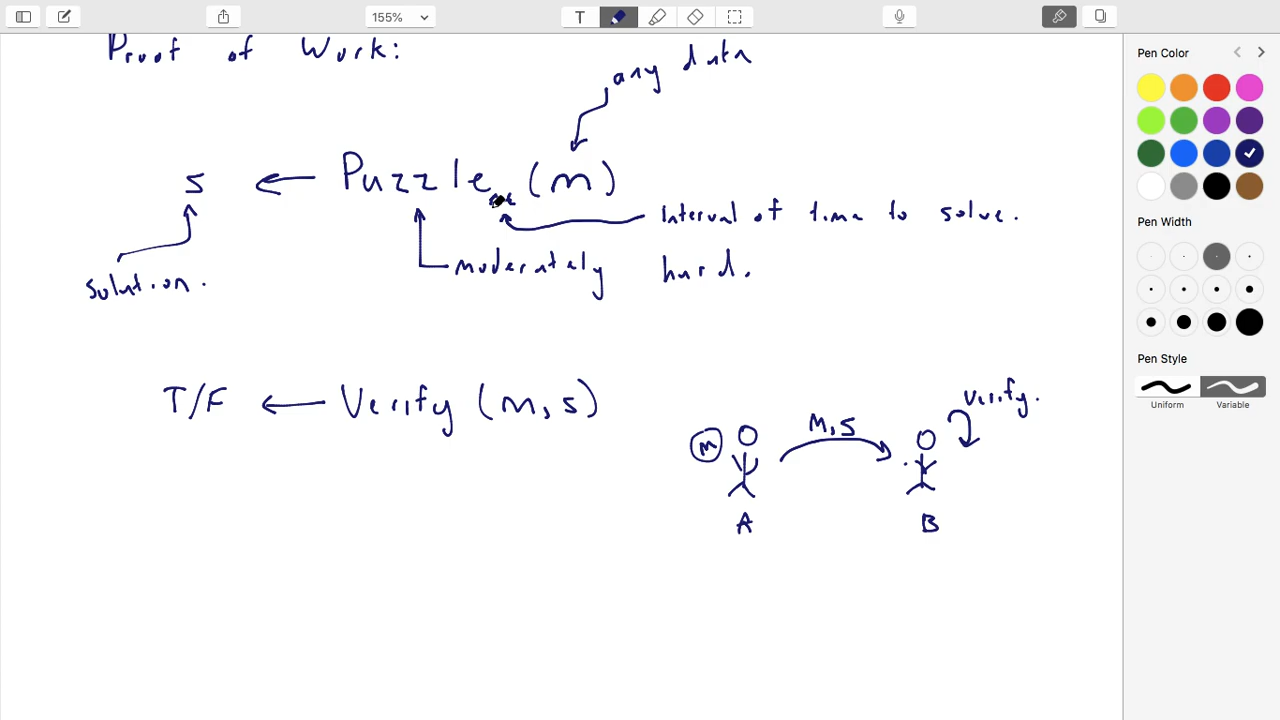 155%
T
Proof of Work:
any data
s ← Puzzle (m)
interval of time to solve.
moderately hard.
solution.
T/F ← Verify (m,s)
verify.
m
M,S
A
B
Pen Color
Pen Width
Pen Style
Uniform
Variable